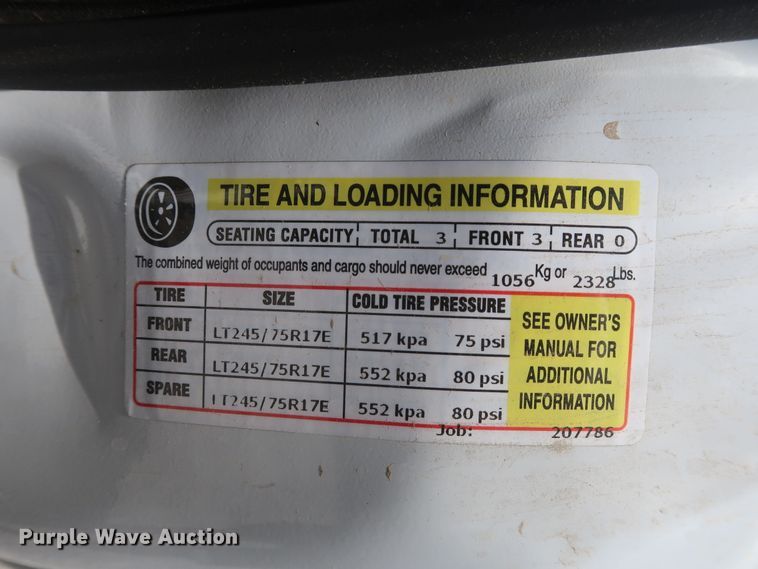 TIRE AND LOADING INFORMATION
SEATING CAPACITY TOTAL 3 FRONT 3 REAR 0
The combined weight of occupants and cargo should never exceed 1056 Kg or 2328 Lbs.
TIRE SIZE COLD TIRE PRESSURE
FRONT LT245/75R17E 517 kpa 75 psi
REAR LT245/75R17E 552 kpa 80 psi
SPARE LT245/75R17E 552 kpa 80 psi
SEE OWNER'S
MANUAL FOR
ADDITIONAL
INFORMATION
Job: 207786
Purple Wave Auction